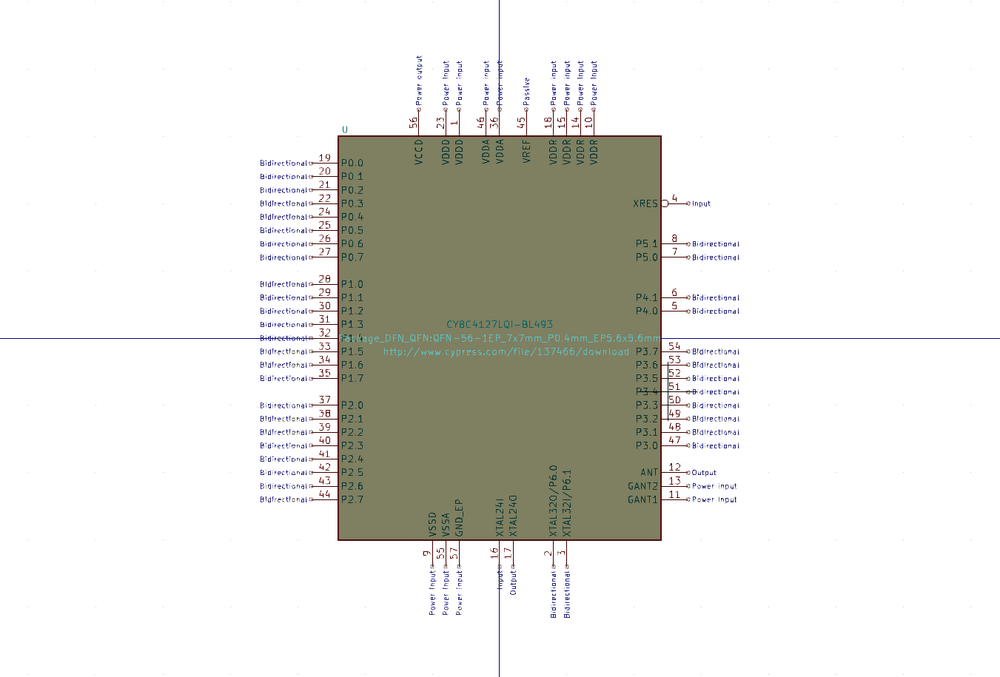 Power output
Power input
Power input
Power input
Power input
Passive
Power input
Power input
Power input
Power input
56
23
1
46
36
45
18
15
14
10
U
VCCD
VDDD
VDDD
VDDA
VDDA
VREF
VDDR
VDDR
VDDR
VDDR
Bidirectional 19 P0.0
Bidirectional 20 P0.1
Bidirectional 21 P0.2
Bidirectional 22 P0.3
XRES 4 Input
Bidirectional 24 P0.4
Bidirectional 25 P0.5
Bidirectional 26 P0.6
P5.1 8 Bidirectional
Bidirectional 27 P0.7
P5.0 7 Bidirectional
Bidirectional 28 P1.0
Bidirectional 29 P1.1
P4.1 6 Bidirectional
Bidirectional 30 P1.2
P4.0 5 Bidirectional
Bidirectional 31 P1.3
CY8C4127LQI-BL493
Bidirectional 32
Package_DFN_QFN:QFN-56-1EP_7x7mm_P0.4mm_EP5.6x5.6mm
Bidirectional 33 P1.5
http://www.cypress.com/file/137466/download
P3.7 54 Bidirectional
Bidirectional 34 P1.6
P3.6 53 Bidirectional
Bidirectional 35 P1.7
P3.5 52 Bidirectional
P3.4 51 Bidirectional
Bidirectional 37 P2.0
P3.3 50 Bidirectional
Bidirectional 38 P2.1
P3.2 49 Bidirectional
Bidirectional 39 P2.2
P3.1 48 Bidirectional
Bidirectional 40 P2.3
P3.0 47 Bidirectional
Bidirectional 41 P2.4
Bidirectional 42 P2.5
ANT 12 Output
Bidirectional 43 P2.6
GANT2 13 Power input
Bidirectional 44 P2.7
GANT1 11 Power input
VSSD
VSSA
GND_EP
XTAL24I
XTAL24O
XTAL32O/P6.0
XTAL32I/P6.1
9
55
57
16
17
2
3
Power input
Power input
Power input
Input
Output
Bidirectional
Bidirectional